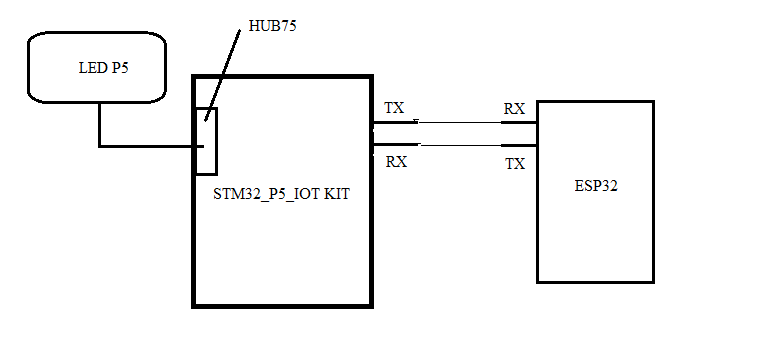 HUB75
LED P5
TX
RX
RX
TX
STM32_P5_IOT KIT
ESP32